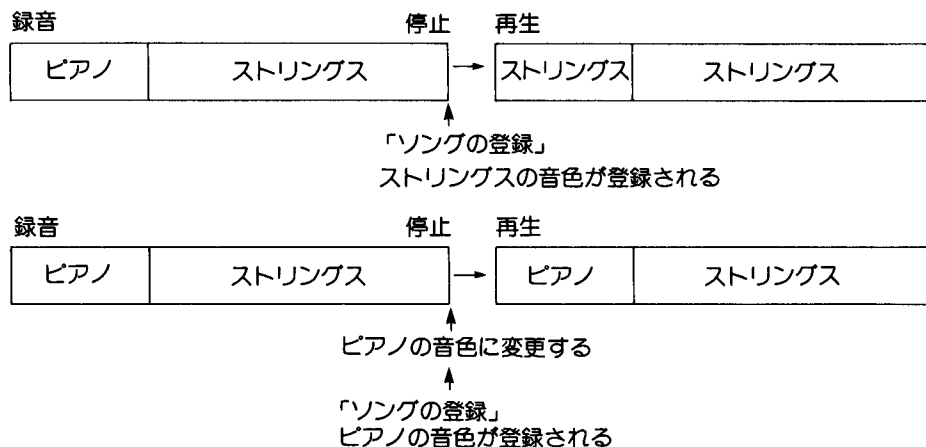 録音 停止 再生
ピアノ ストリングス ストリングス ストリングス
「ソングの登録」
ストリングスの音色が登録される
録音 停止 再生
ピアノ ストリングス ピアノ ストリングス
ピアノの音色に変更する
「ソングの登録」
ピアノの音色が登録される